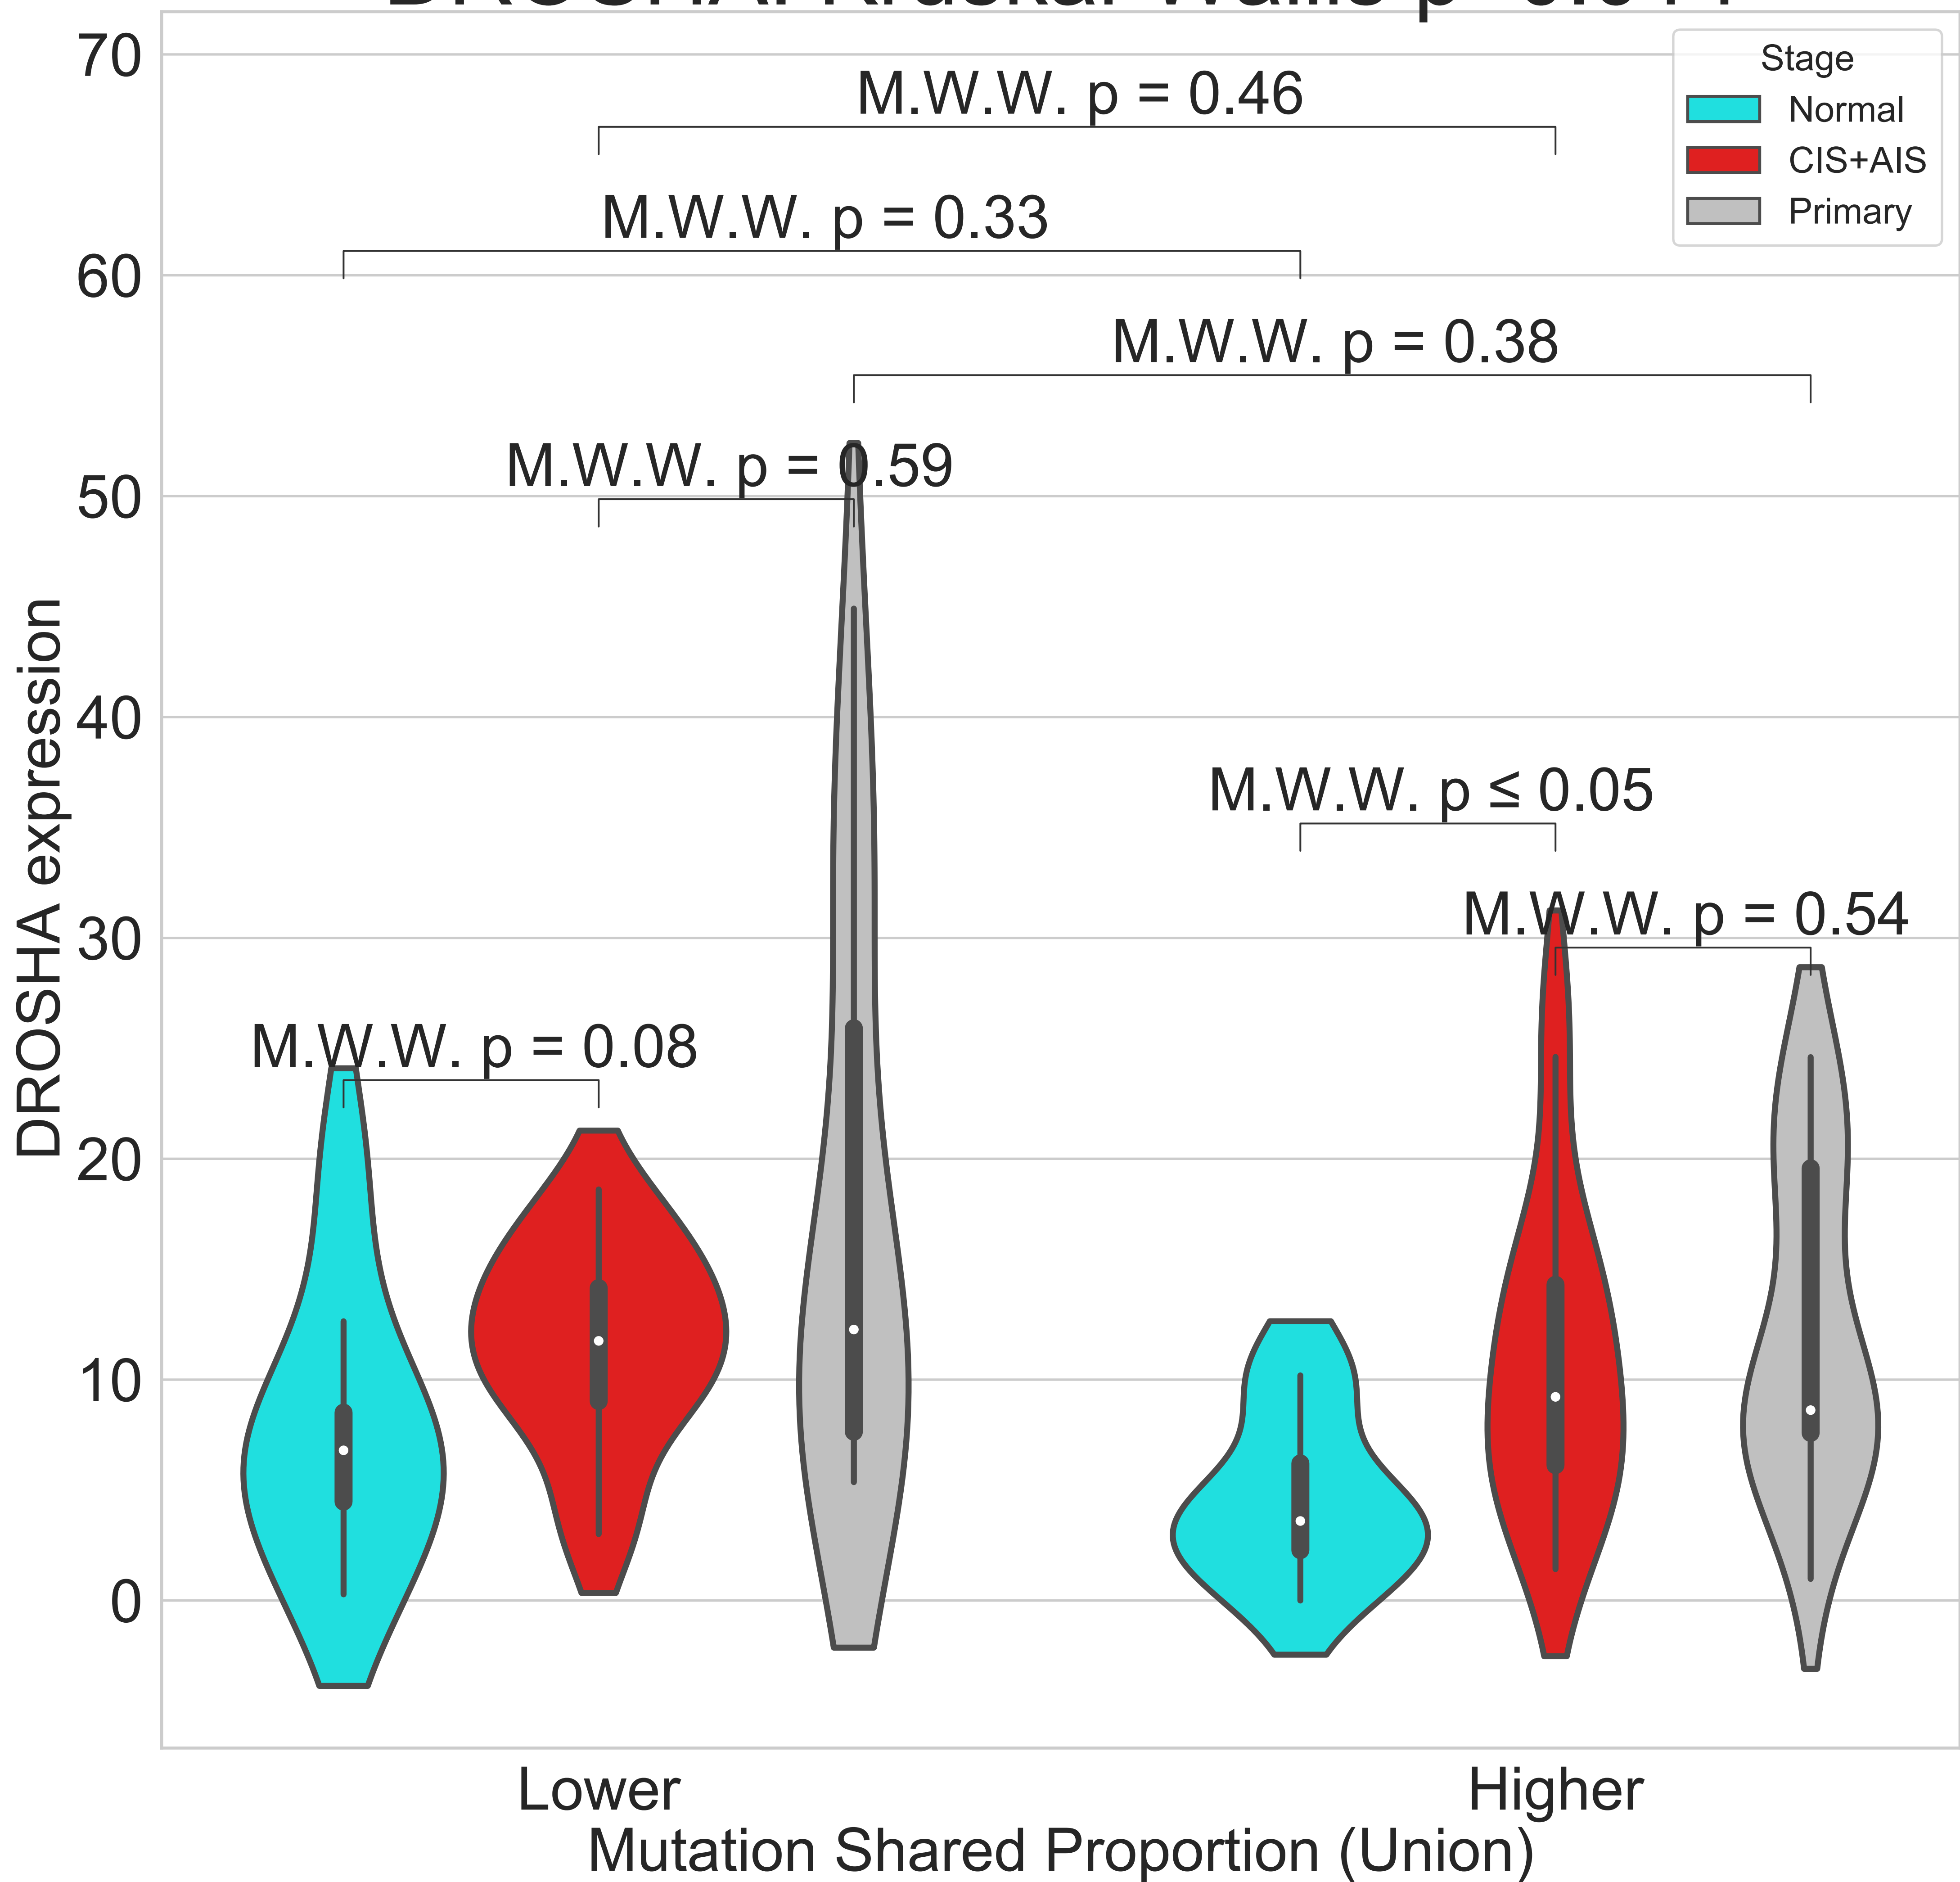 70
60
50
40
30
20
10
0
DROSHA expression
Stage
Normal
CIS+AIS
Primary
M.W.W. p = 0.46
M.W.W. p = 0.33
M.W.W. p = 0.38
M.W.W. p = 0.59
M.W.W. p ≤ 0.05
M.W.W. p = 0.54
M.W.W. p = 0.08
Lower
Higher
Mutation Shared Proportion (Union)